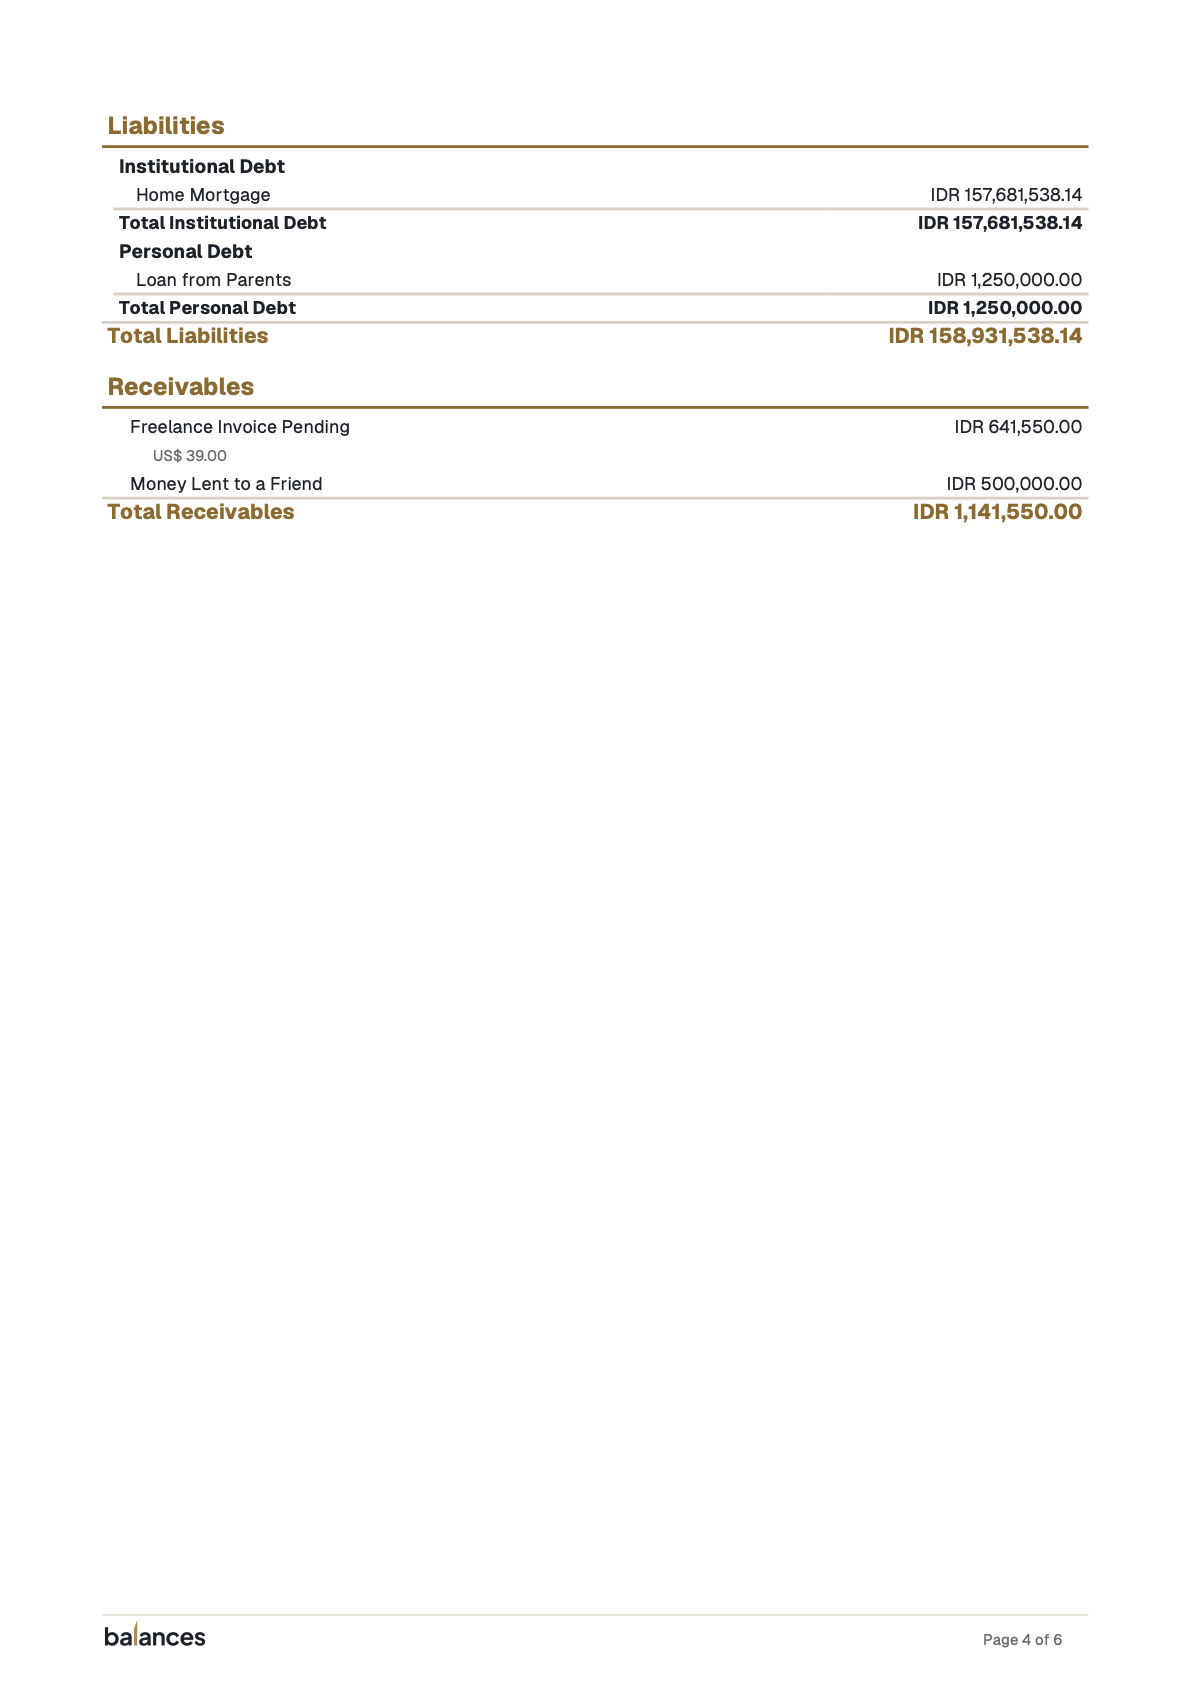 Liabilities
Institutional Debt
Home Mortgage IDR 157,681,538.14
Total Institutional Debt IDR 157,681,538.14
Personal Debt
Loan from Parents IDR 1,250,000.00
Total Personal Debt IDR 1,250,000.00
Total Liabilities IDR 158,931,538.14
Receivables
Freelance Invoice Pending IDR 641,550.00
US$ 39.00
Money Lent to a Friend IDR 500,000.00
Total Receivables IDR 1,141,550.00
balances Page 4 of 6